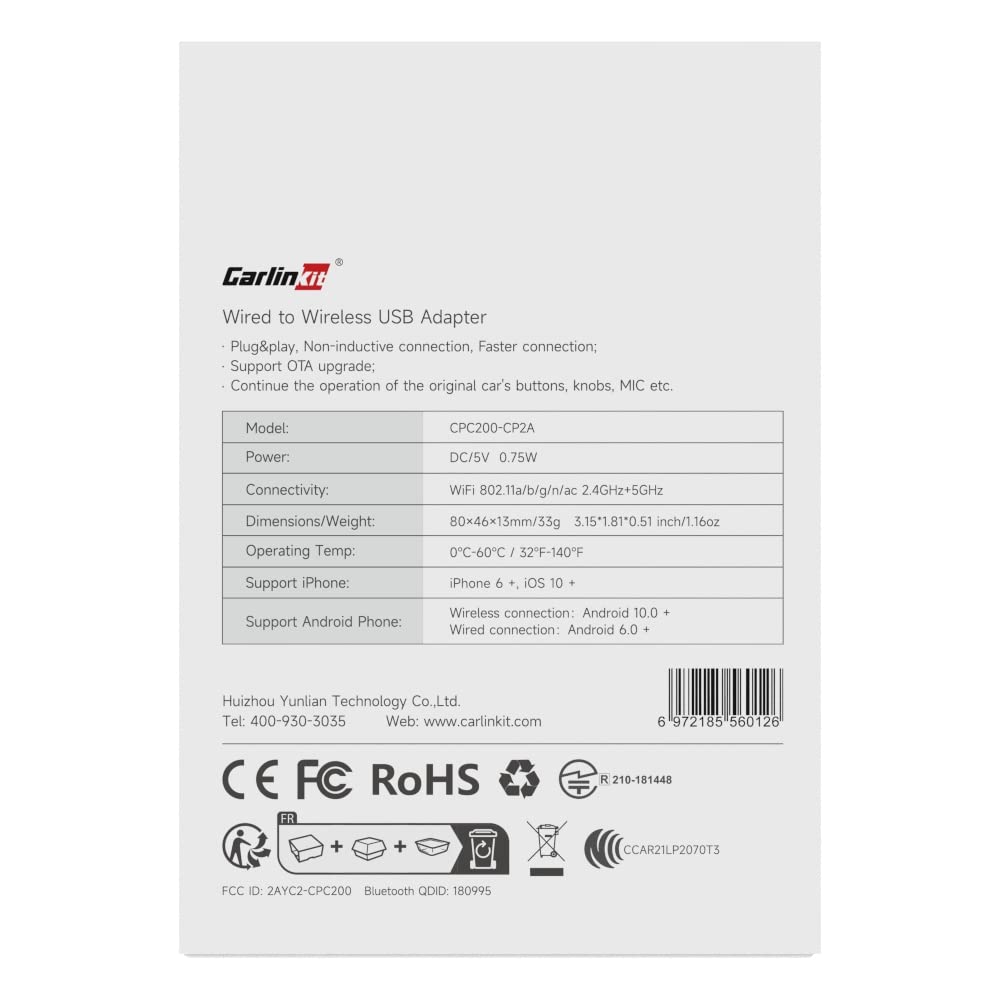 Carlinkit®
Wired to Wireless USB Adapter
· Plug&play, Non-inductive connection, Faster connection;
· Support OTA upgrade;
· Continue the operation of the original car's buttons, knobs, MIC etc.
Model: CPC200-CP2A
Power: DC/5V 0.75W
Connectivity: WiFi 802.11a/b/g/n/ac 2.4GHz+5GHz
Dimensions/Weight: 80×46×13mm/33g 3.15*1.81*0.51 inch/1.16oz
Operating Temp: 0°C-60°C / 32°F-140°F
Support iPhone: iPhone 6 +, iOS 10 +
Support Android Phone: Wireless connection: Android 10.0 +
Wired connection: Android 6.0 +
Huizhou Yunlian Technology Co.,Ltd.
Tel: 400-930-3035 Web: www.carlinkit.com
6 972185 560126
CE FC RoHS R 210-181448
FR
CCAR21LP2070T3
FCC ID: 2AYC2-CPC200 Bluetooth QDID: 180995